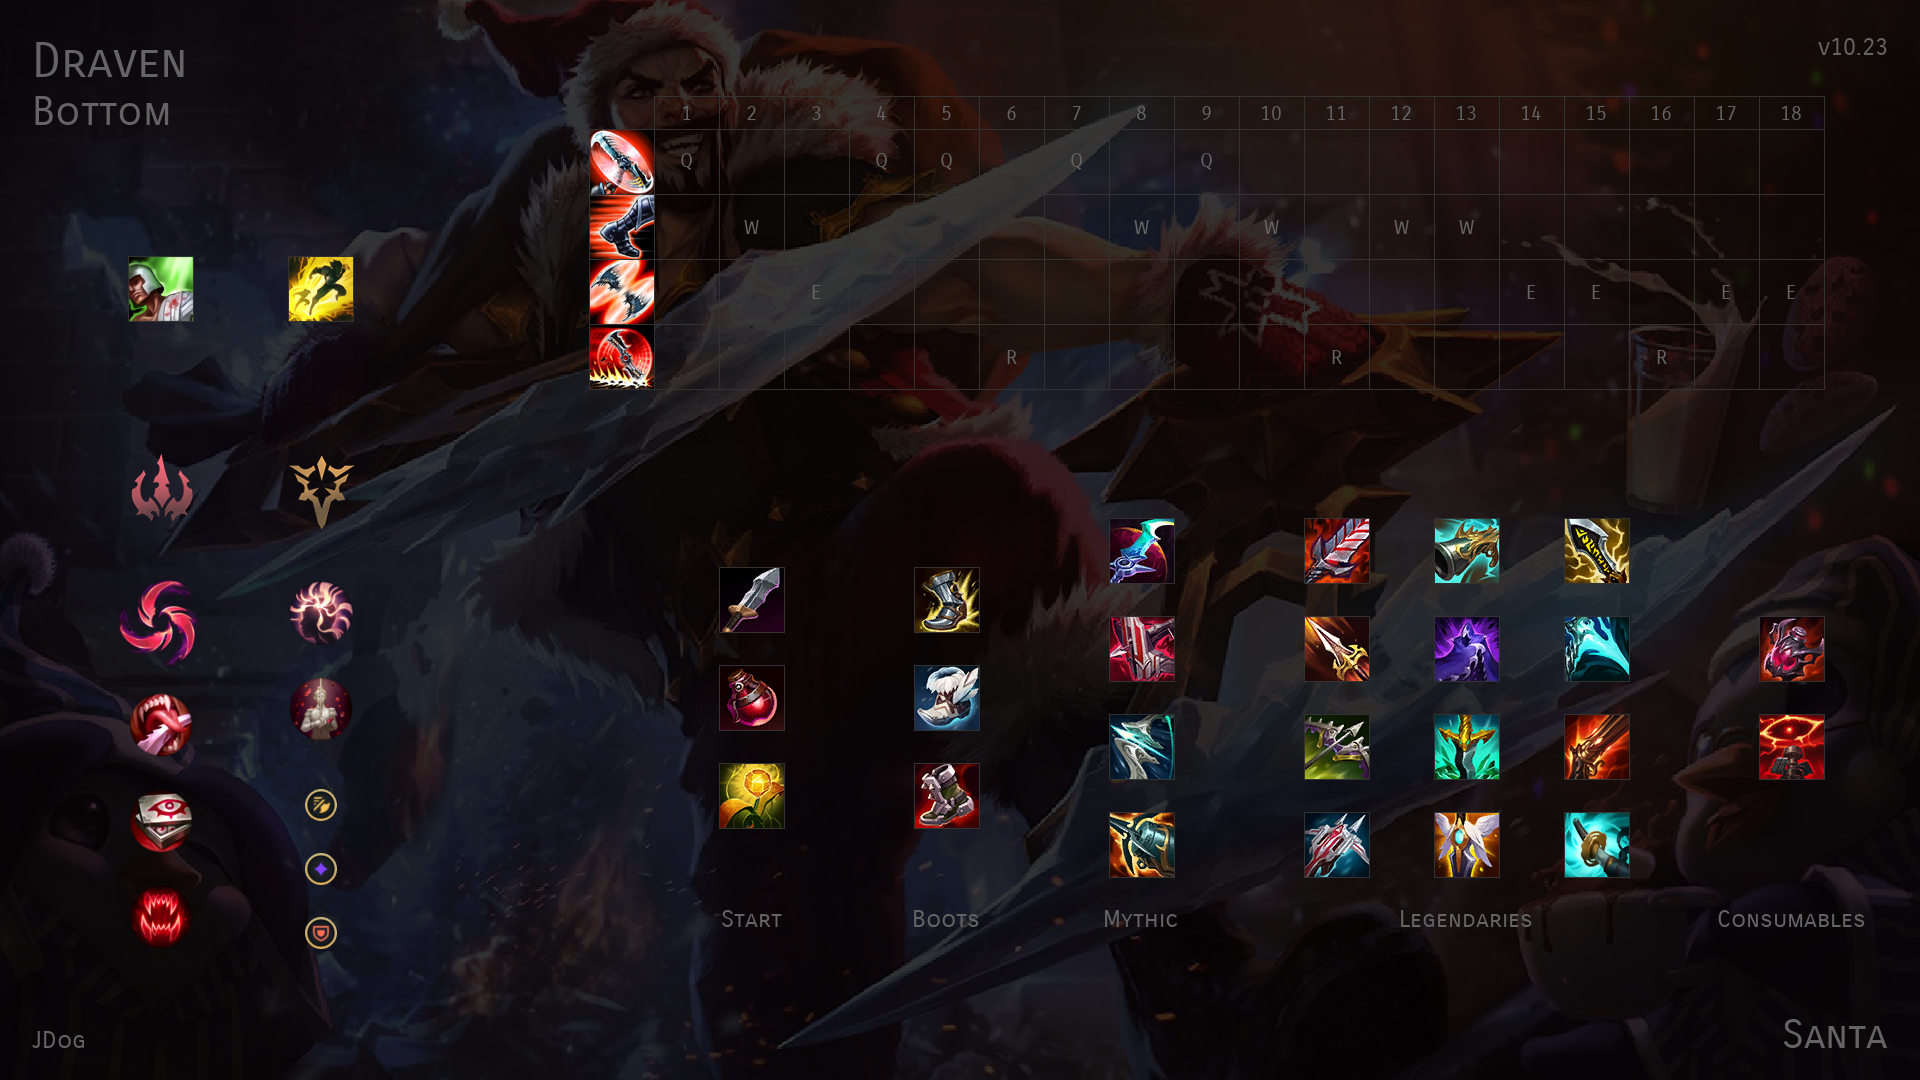 Draven
Bottom
v10.23
1 2 3 4 5 6 7 8 9 10 11 12 13 14 15 16 17 18
Q Q Q Q Q
W W W W W
E E E E E
R R R
Start Boots Mythic Legendaries Consumables
JDog
Santa